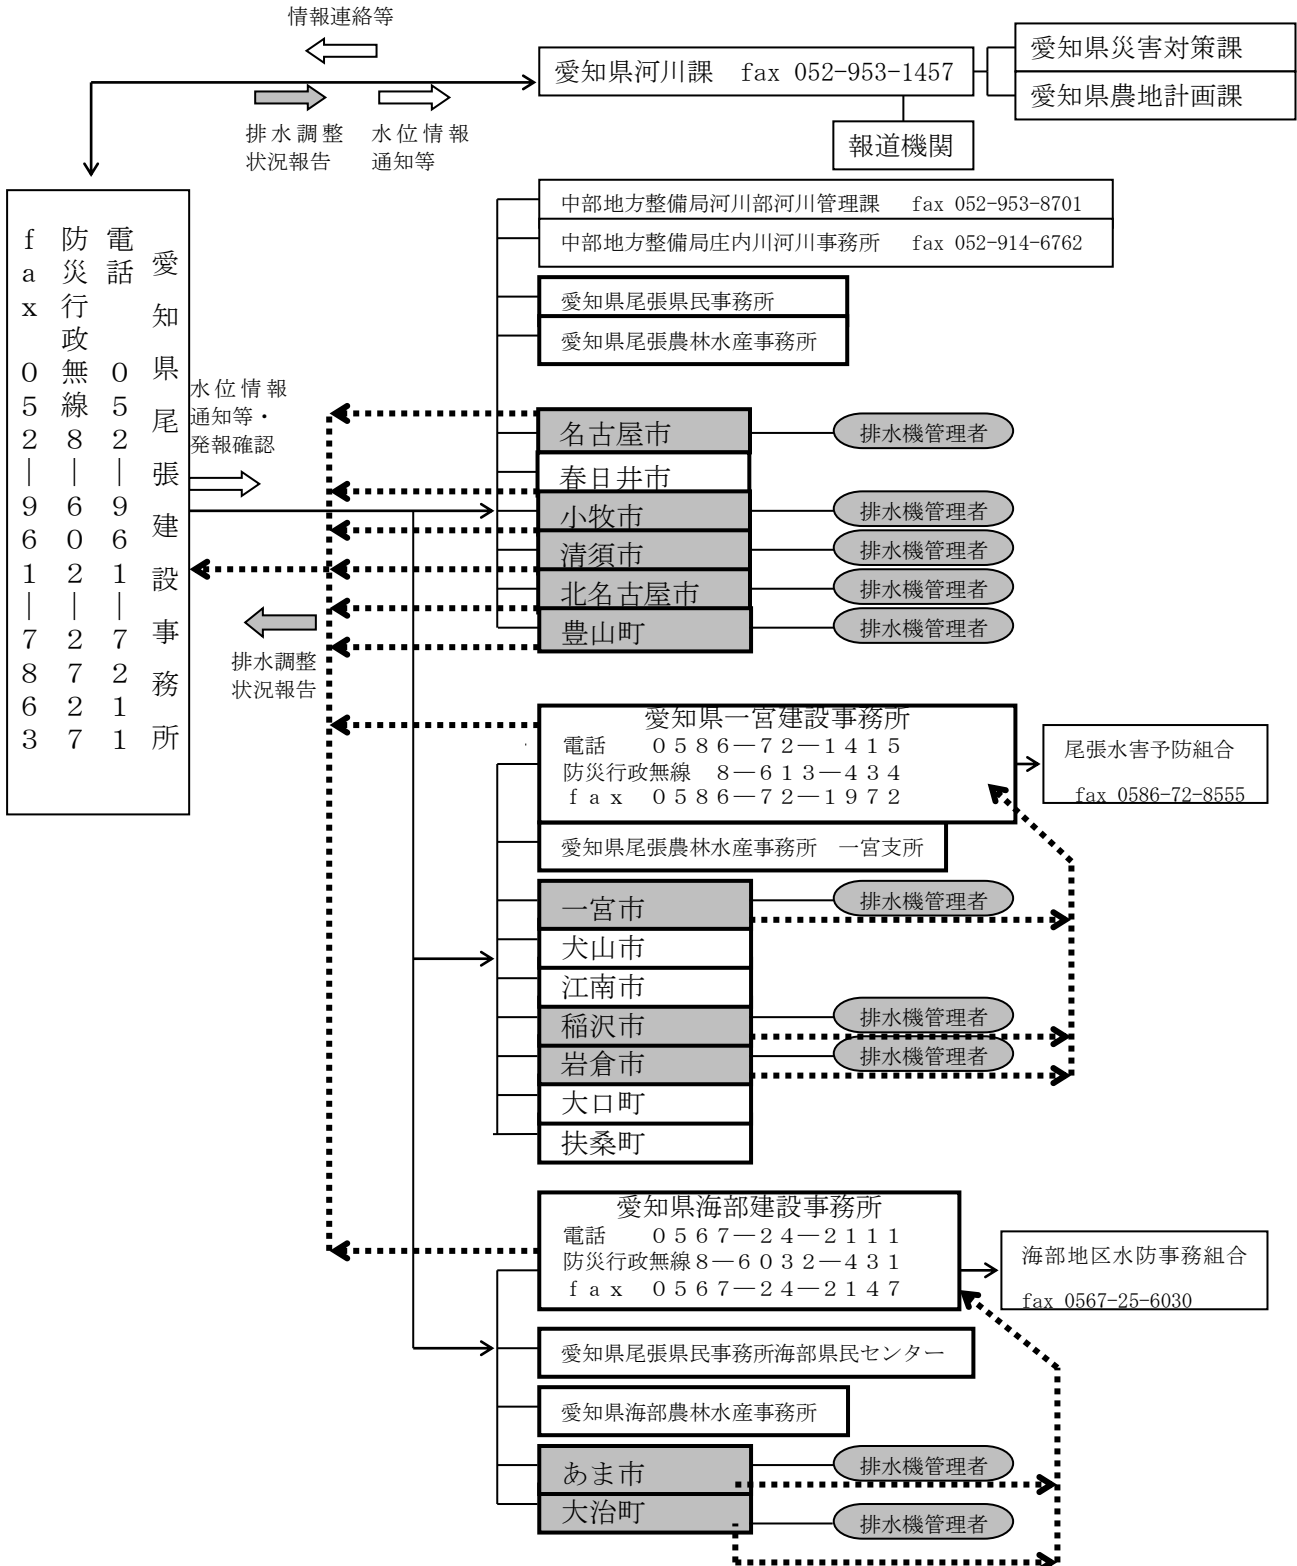 情報連絡等
愛知県河川課　fax 052-953-1457
愛知県災害対策課
愛知県農地計画課
報道機関
排水調整
状況報告
水位情報
通知等
愛知県尾張建設事務所
電話　052―961―7211
防災行政無線8―602―2727
fax　052―961―7863
中部地方整備局河川部河川管理課　fax 052-953-8701
中部地方整備局庄内川河川事務所　fax 052-914-6762
愛知県尾張県民事務所
愛知県尾張農林水産事務所
水位情報
通知等・
発報確認
名古屋市
排水機管理者
春日井市
小牧市
排水機管理者
清須市
排水機管理者
北名古屋市
排水機管理者
豊山町
排水機管理者
排水調整
状況報告
愛知県一宮建設事務所
電話　０５８６―７２―１４１５
防災行政無線　８―６１３―４３４
ｆａｘ　０５８６―７２―１９７２
尾張水害予防組合
fax 0586-72-8555
愛知県尾張農林水産事務所　一宮支所
一宮市
排水機管理者
犬山市
江南市
稲沢市
排水機管理者
岩倉市
排水機管理者
大口町
扶桑町
愛知県海部建設事務所
電話　０５６７―２４―２１１１
防災行政無線８―６０３２―４３１
ｆａｘ　０５６７―２４―２１４７
海部地区水防事務組合
fax 0567-25-6030
愛知県尾張県民事務所海部県民センター
愛知県海部農林水産事務所
あま市
排水機管理者
大治町
排水機管理者